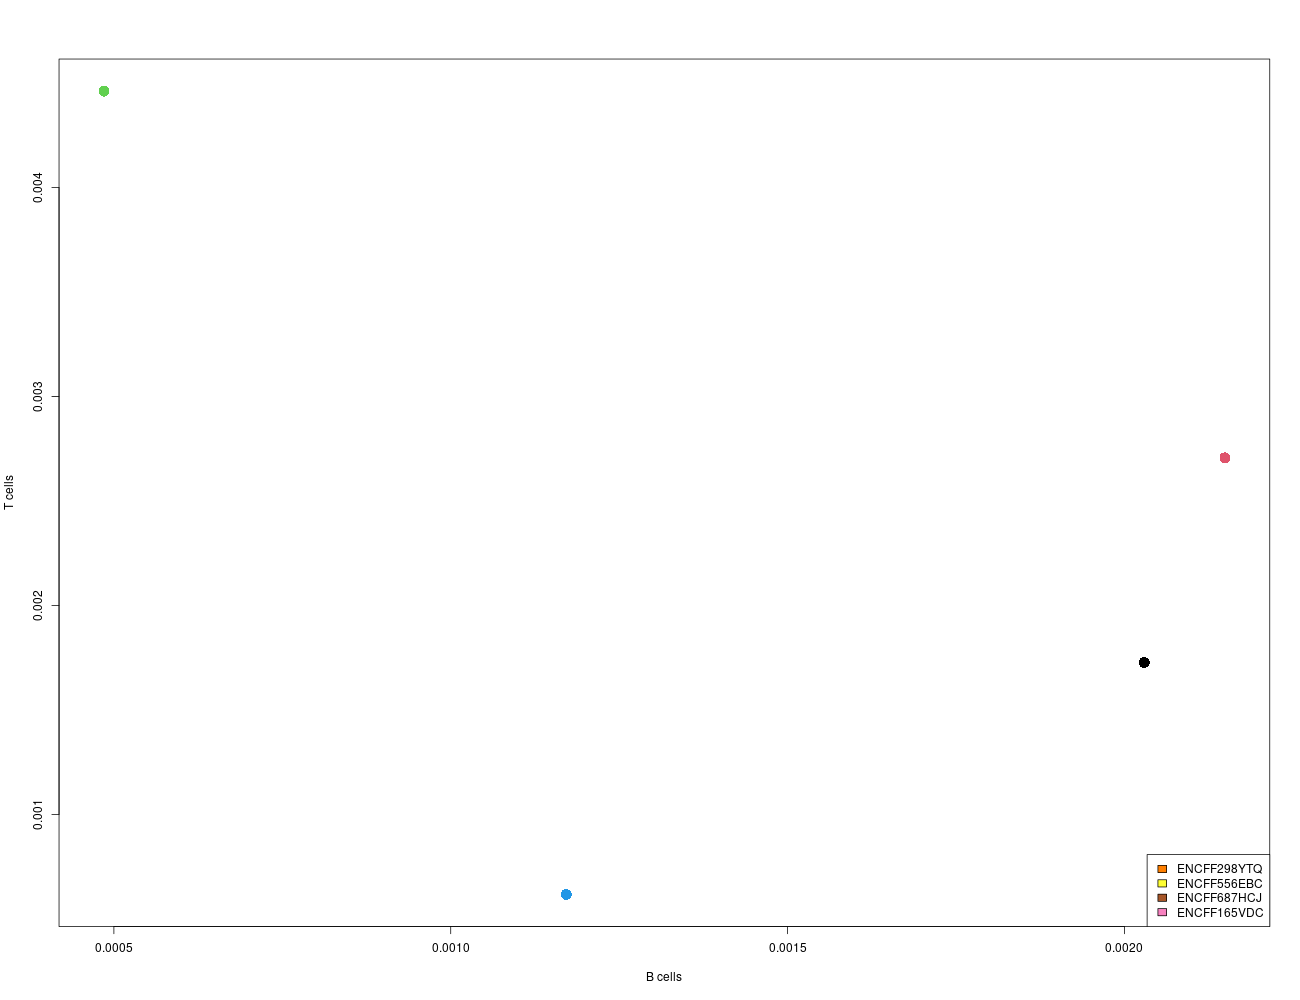 0.004
0.003
0.002
0.001
T cells
0.0005
0.0010
0.0015
0.0020
B cells
ENCFF298YTQ
ENCFF556EBC
ENCFF687HCJ
ENCFF165VDC